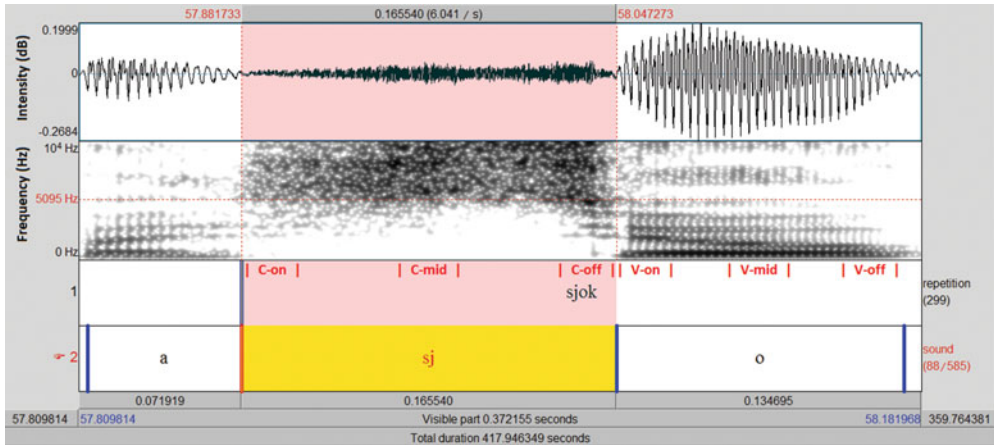 57.881733 0.165540 (6.041 / s) 58.047273
Intensity (dB)
0.1999
0
-0.2684
Frequency (Hz)
10⁴ Hz
5095 Hz
0 Hz
C-on C-mid C-off V-on V-mid V-off
1 sjok repetition
(299)
☞ 2 a sj o sound
(88/585)
0.071919 0.165540 0.134695
57.809814 57.809814 Visible part 0.372155 seconds 58.181968 359.764381
Total duration 417.946349 seconds